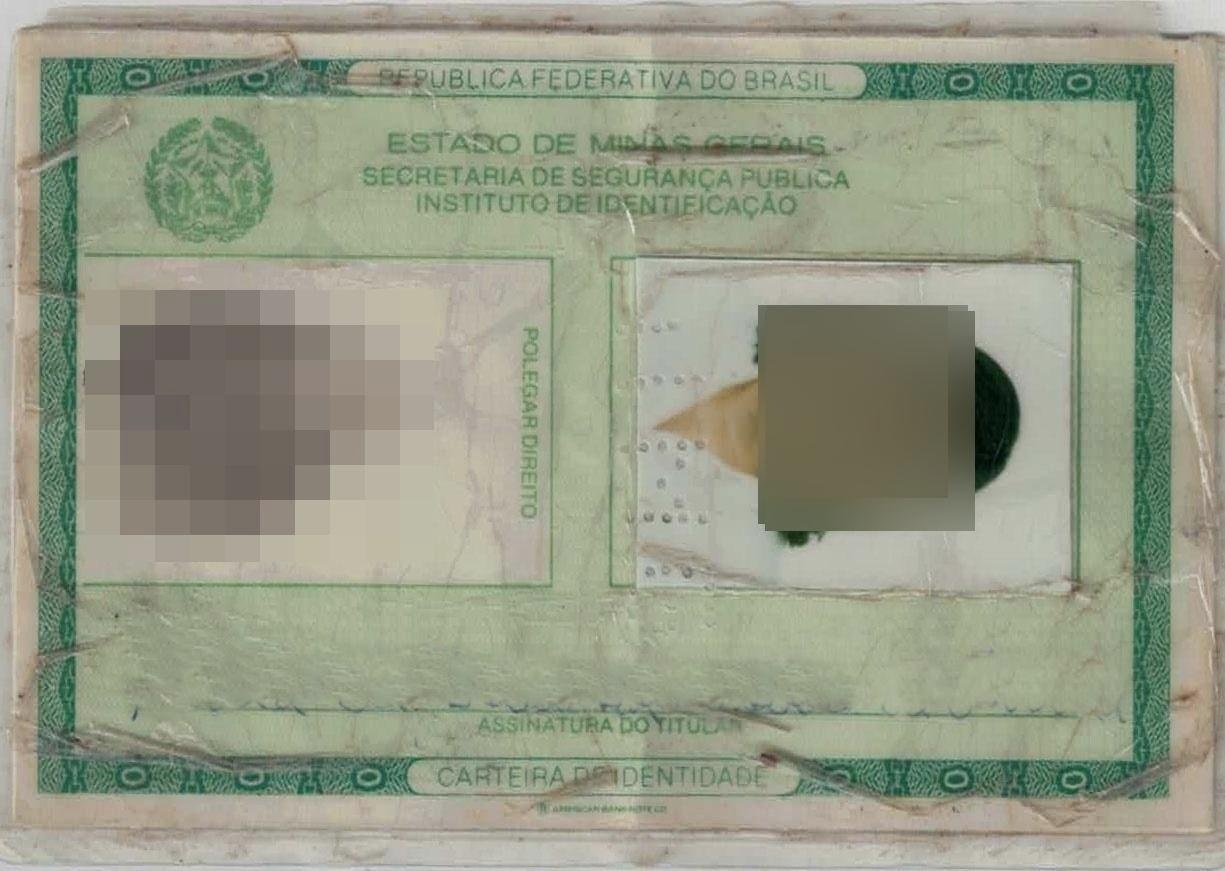 REPUBLICA FEDERATIVA DO BRASIL
ESTADO DE MINAS GERAIS
SECRETARIA DE SEGURANÇA PUBLICA
INSTITUTO DE IDENTIFICAÇÃO
POLEGAR DIREITO
ASSINATURA DO TITULAR
CARTEIRA DE IDENTIDADE
AMERICAN BANK NOTE CO